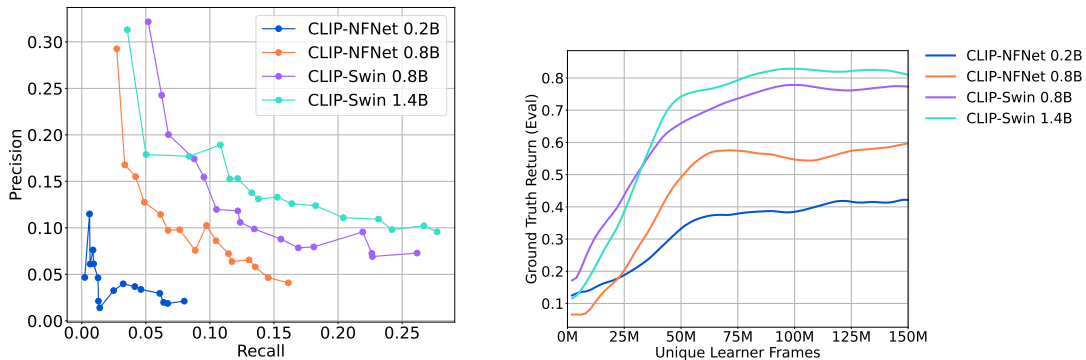 0.30
0.25
0.20
0.15
0.10
0.05
0.00
Precision
0.00 0.05 0.10 0.15 0.20 0.25
Recall
CLIP-NFNet 0.2B
CLIP-NFNet 0.8B
CLIP-Swin 0.8B
CLIP-Swin 1.4B
0.8
0.7
0.6
0.5
0.4
0.3
0.2
0.1
Ground Truth Return (Eval)
0M 25M 50M 75M 100M 125M 150M
Unique Learner Frames
CLIP-NFNet 0.2B
CLIP-NFNet 0.8B
CLIP-Swin 0.8B
CLIP-Swin 1.4B